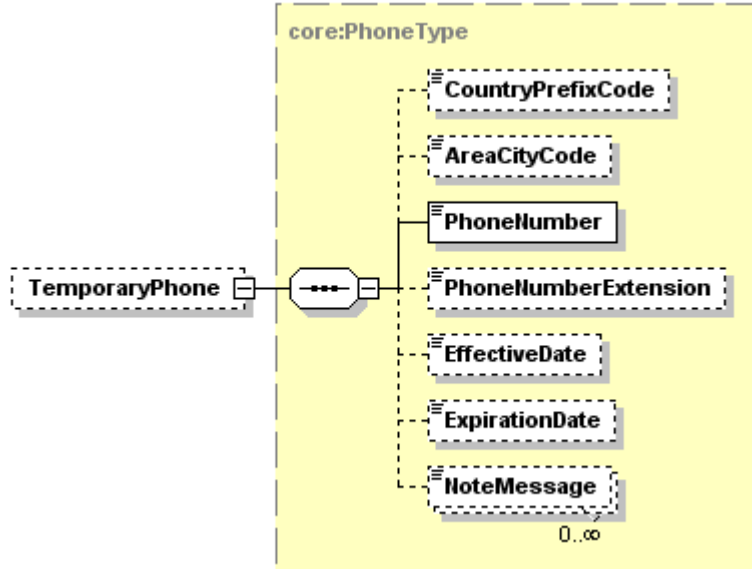 core:PhoneType
CountryPrefixCode
AreaCityCode
PhoneNumber
TemporaryPhone
PhoneNumberExtension
EffectiveDate
ExpirationDate
NoteMessage
0..∞